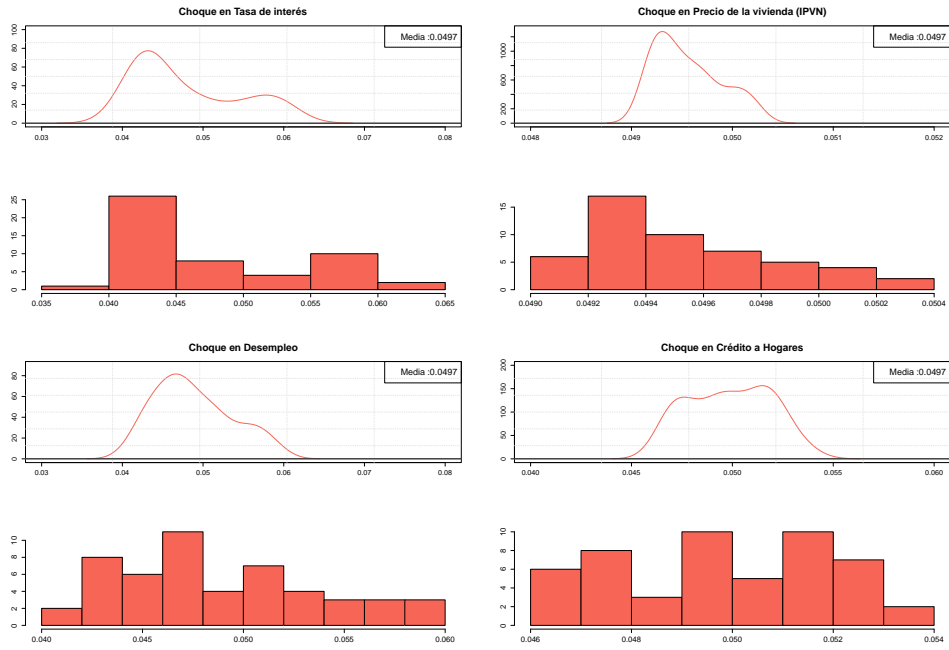 Choque en Tasa de interés
Media :0.0497
0 20 40 60 80 100
0.03 0.04 0.05 0.06 0.07 0.08
0 5 10 15 20 25
0.035 0.040 0.045 0.050 0.055 0.060 0.065
Choque en Precio de la vivienda (IPVN)
Media :0.0497
0 200 600 1000
0.048 0.049 0.050 0.051 0.052
0 5 10 15
0.0490 0.0492 0.0494 0.0496 0.0498 0.0500 0.0502 0.0504
Choque en Desempleo
Media :0.0497
0 20 40 60 80
0.03 0.04 0.05 0.06 0.07 0.08
0 2 4 6 8 10
0.040 0.045 0.050 0.055 0.060
Choque en Crédito a Hogares
Media :0.0497
0 50 100 150 200
0.040 0.045 0.050 0.055 0.060
0 2 4 6 8 10
0.046 0.048 0.050 0.052 0.054